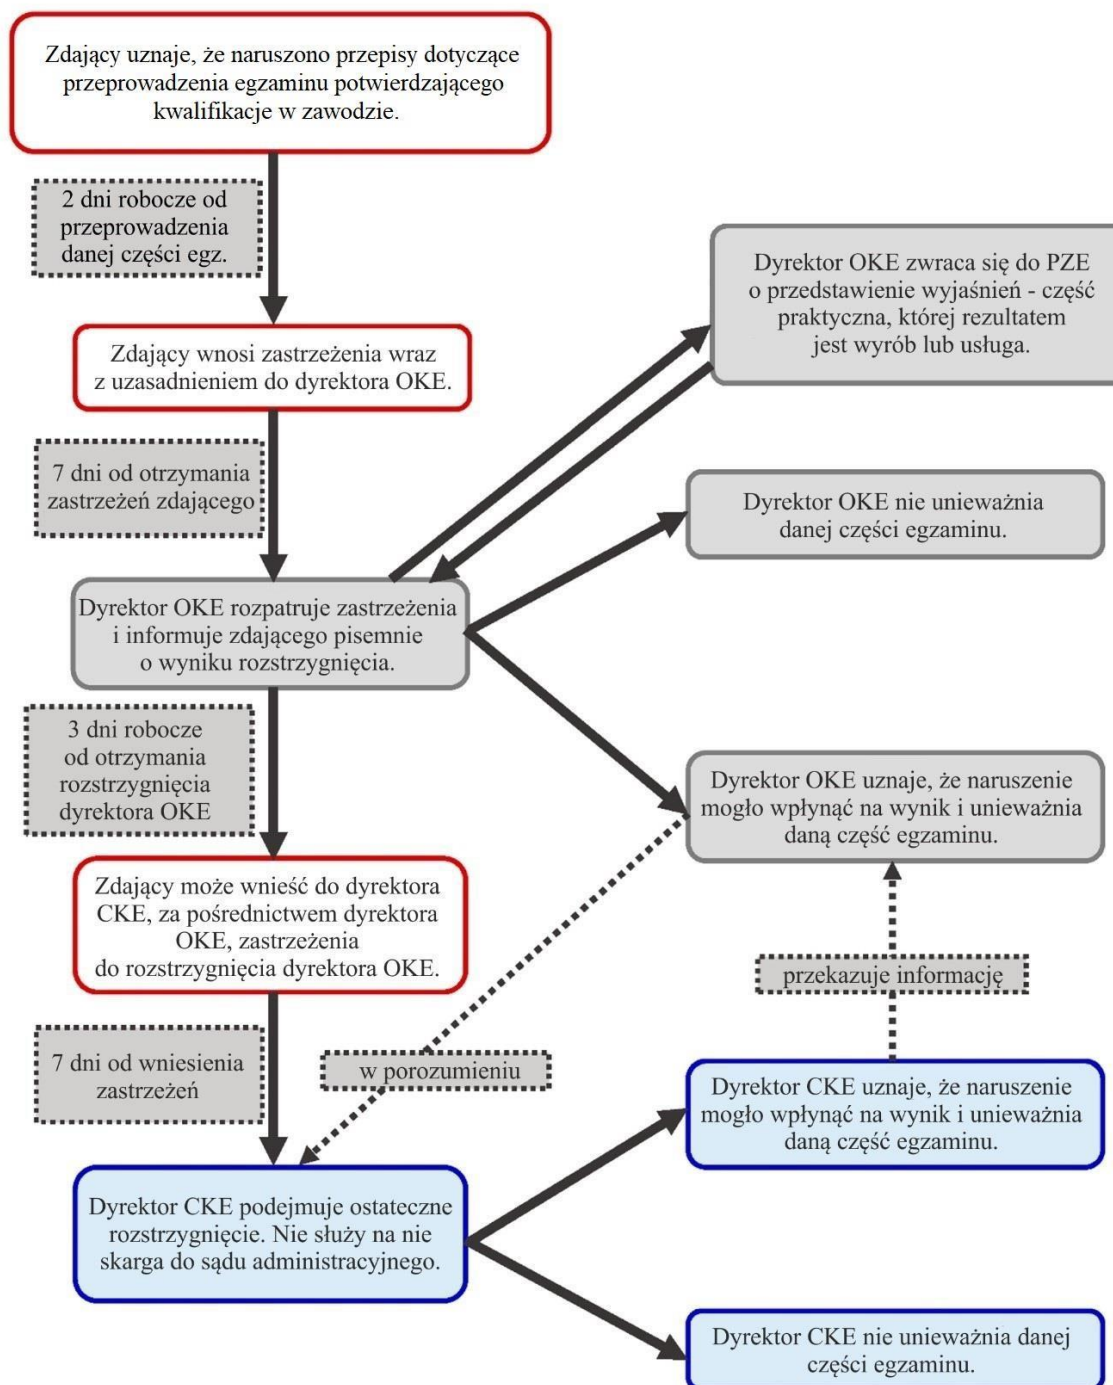 Zdający uznaje, że naruszono przepisy dotyczące
przeprowadzenia egzaminu potwierdzającego
kwalifikacje w zawodzie.
2 dni robocze od
przeprowadzenia
danej części egz.
Dyrektor OKE zwraca się do PZE
o przedstawienie wyjaśnień - część
praktyczna, której rezultatem
jest wyrób lub usługa.
Zdający wnosi zastrzeżenia wraz
z uzasadnieniem do dyrektora OKE.
7 dni od otrzymania
zastrzeżeń zdającego
Dyrektor OKE nie unieważnia
danej części egzaminu.
Dyrektor OKE rozpatruje zastrzeżenia
i informuje zdającego pisemnie
o wyniku rozstrzygnięcia.
3 dni robocze
od otrzymania
rozstrzygnięcia
dyrektora OKE
Dyrektor OKE uznaje, że naruszenie
mogło wpłynąć na wynik i unieważnia
daną część egzaminu.
Zdający może wnieść do dyrektora
CKE, za pośrednictwem dyrektora
OKE, zastrzeżenia
do rozstrzygnięcia dyrektora OKE.
przekazuje informację
7 dni od wniesienia
zastrzeżeń
w porozumieniu
Dyrektor CKE uznaje, że naruszenie
mogło wpłynąć na wynik i unieważnia
daną część egzaminu.
Dyrektor CKE podejmuje ostateczne
rozstrzygnięcie. Nie służy na nie
skarga do sądu administracyjnego.
Dyrektor CKE nie unieważnia danej
części egzaminu.